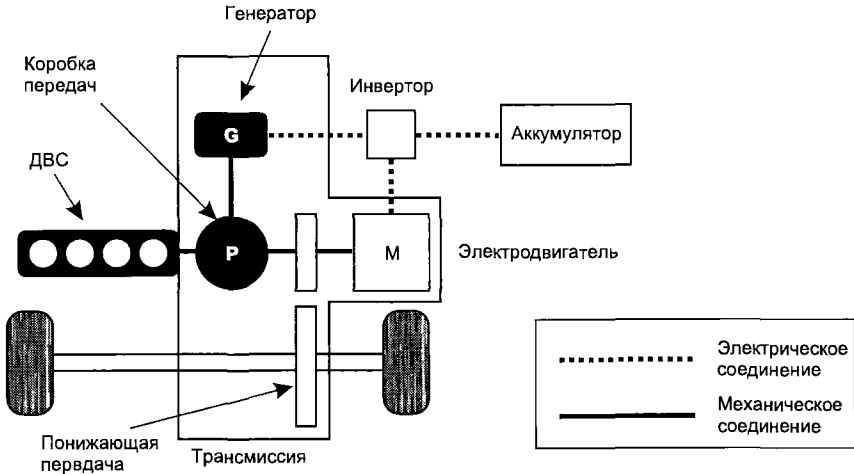 Генератор
Коробка
передач
Инвертор
G
Аккумулятор
ДВС
P
M
Электродвигатель
Электрическое
соединение
Механическое
соединение
Понижающая
первдача
Трансмиссия